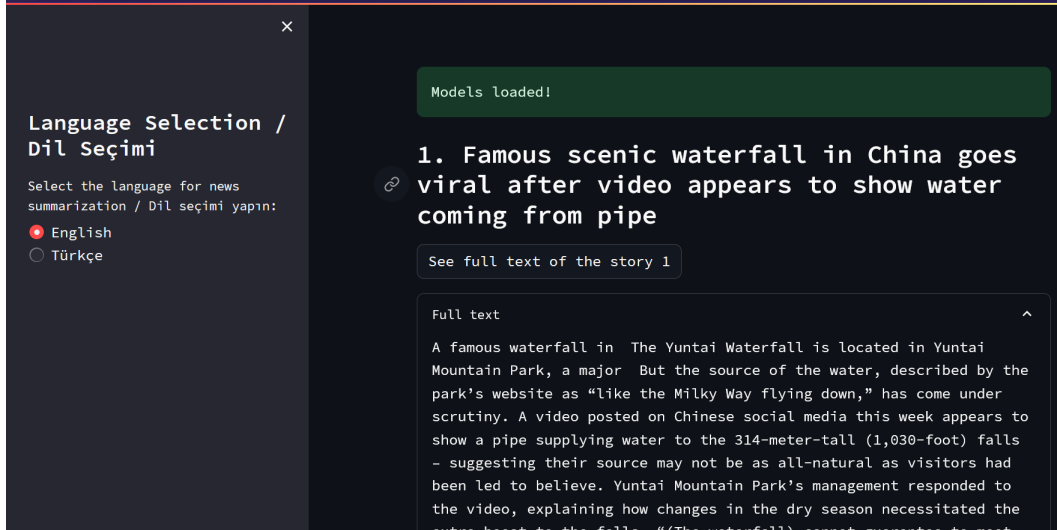 Language Selection /
Dil Seçimi
Select the language for news
summarization / Dil seçimi yapın:
English
Türkçe
Models loaded!
1. Famous scenic waterfall in China goes
viral after video appears to show water
coming from pipe
See full text of the story 1
Full text
A famous waterfall in  The Yuntai Waterfall is located in Yuntai
Mountain Park, a major  But the source of the water, described by the
park’s website as “like the Milky Way flying down,” has come under
scrutiny. A video posted on Chinese social media this week appears to
show a pipe supplying water to the 314-meter-tall (1,030-foot) falls
– suggesting their source may not be as all-natural as visitors had
been led to believe. Yuntai Mountain Park’s management responded to
the video, explaining how changes in the dry season necessitated the